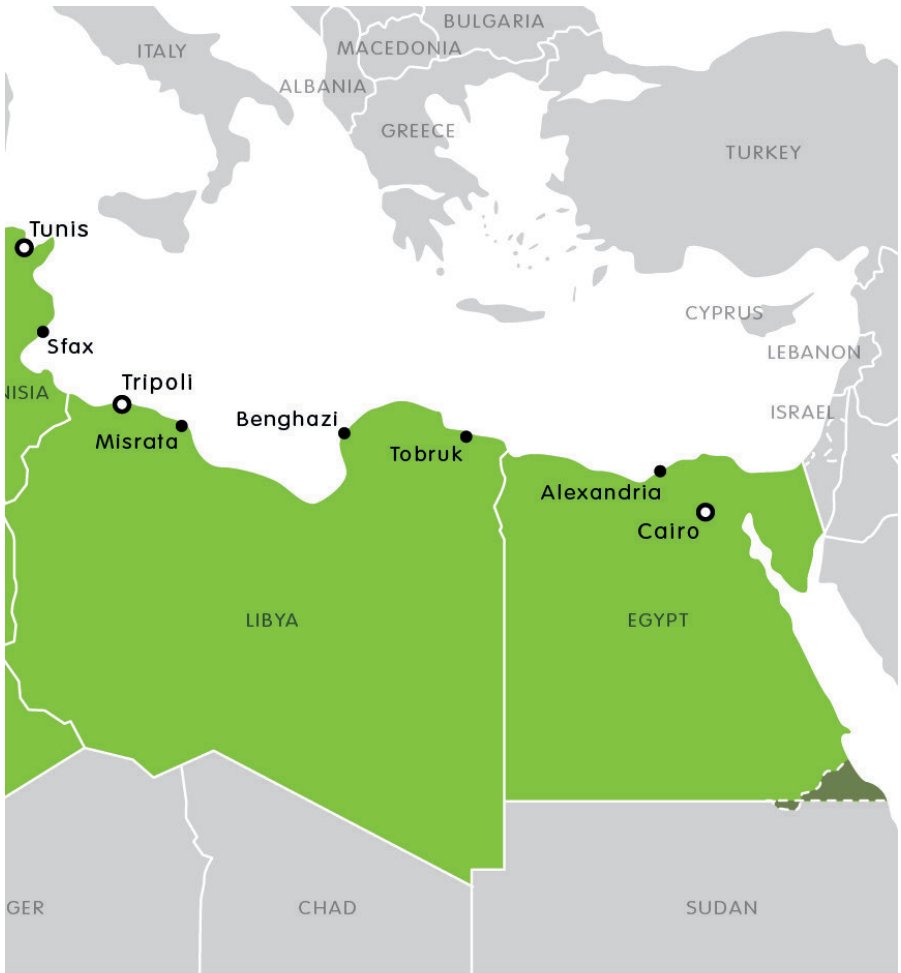 BULGARIA
ITALY
MACEDONIA
ALBANIA
GREECE
TURKEY
Tunis
CYPRUS
Sfax
LEBANON
NISIA
Tripoli
ISRAEL
Benghazi
Misrata
Tobruk
Alexandria
Cairo
LIBYA
EGYPT
GER
CHAD
SUDAN